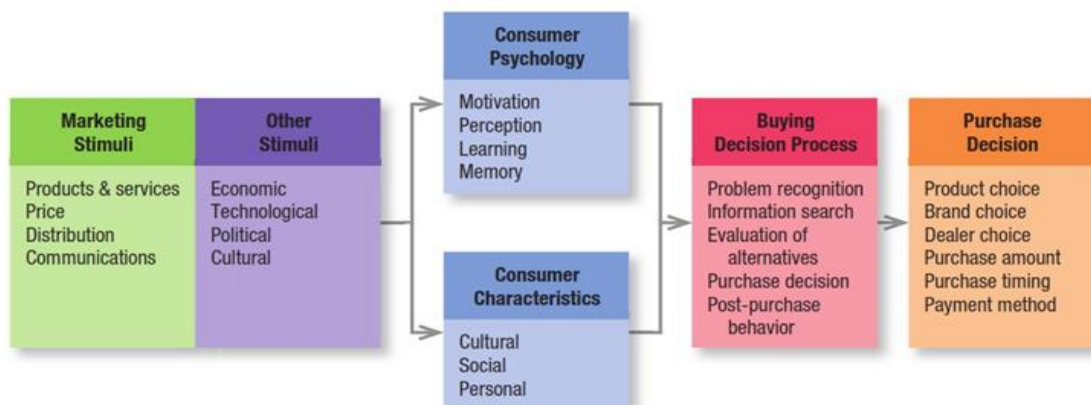 Marketing
Stimuli
Products & services
Price
Distribution
Communications
Other
Stimuli
Economic
Technological
Political
Cultural
Consumer
Psychology
Motivation
Perception
Learning
Memory
Consumer
Characteristics
Cultural
Social
Personal
Buying
Decision Process
Problem recognition
Information search
Evaluation of
alternatives
Purchase decision
Post-purchase
behavior
Purchase
Decision
Product choice
Brand choice
Dealer choice
Purchase amount
Purchase timing
Payment method